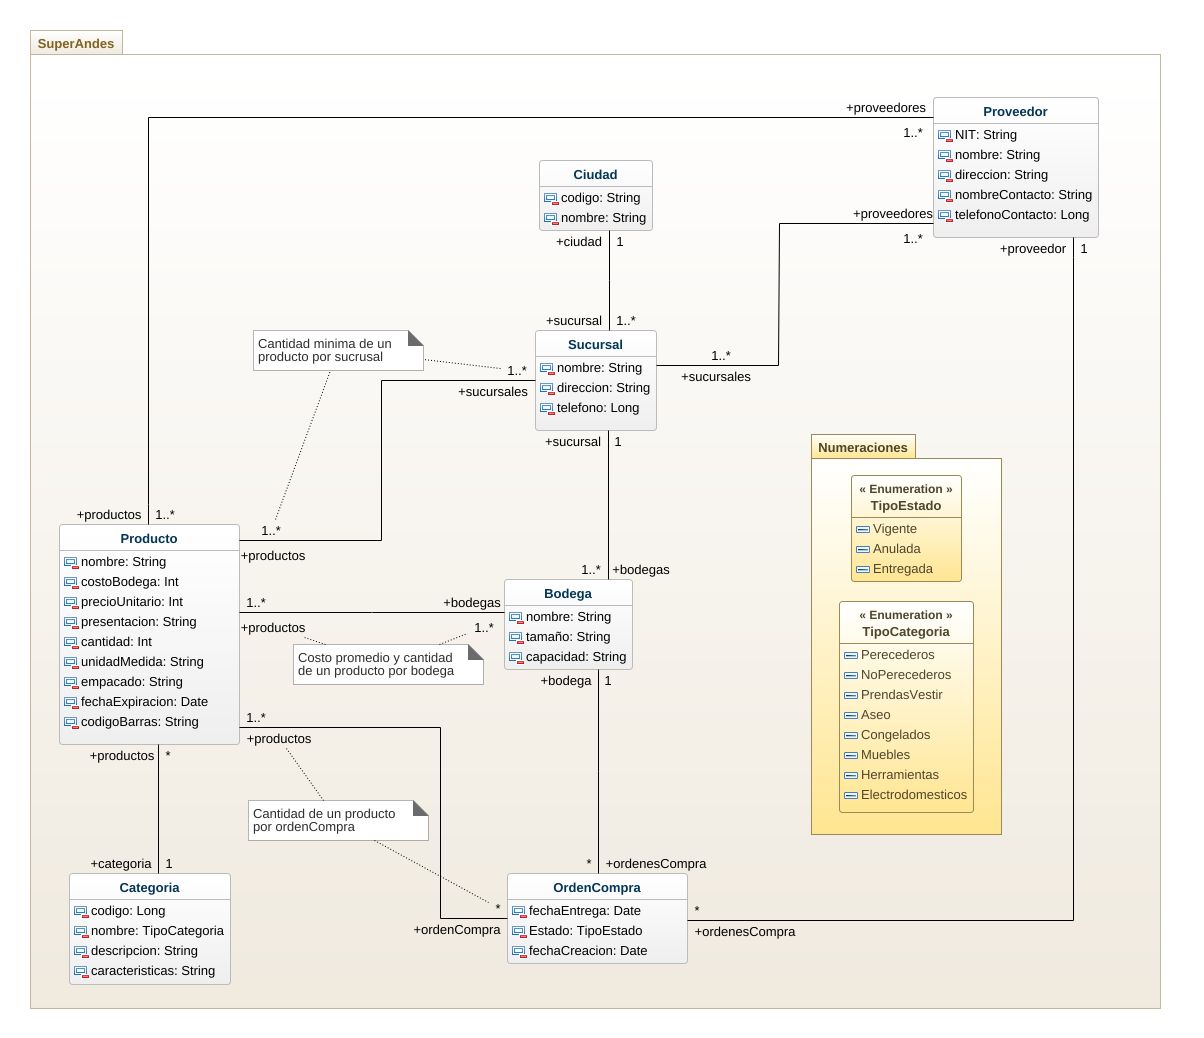 SuperAndes
+proveedores
1..*
Proveedor
NIT: String
nombre: String
direccion: String
nombreContacto: String
telefonoContacto: Long
+proveedores
1..*
+proveedor
1
Ciudad
codigo: String
nombre: String
+ciudad
1
+sucursal
1..*
Sucursal
nombre: String
direccion: String
telefono: Long
1..*
+sucursales
1..*
+sucursales
+sucursal
1
Cantidad minima de un
producto por sucrusal
Numeraciones
« Enumeration »
TipoEstado
Vigente
Anulada
Entregada
« Enumeration »
TipoCategoria
Perecederos
NoPerecederos
PrendasVestir
Aseo
Congelados
Muebles
Herramientas
Electrodomesticos
+productos
1..*
1..*
+productos
Producto
nombre: String
costoBodega: Int
precioUnitario: Int
presentacion: String
cantidad: Int
unidadMedida: String
empacado: String
fechaExpiracion: Date
codigoBarras: String
1..*
+productos
+bodegas
1..*
1..*
+bodegas
Bodega
nombre: String
tamaño: String
capacidad: String
+bodega
1
Costo promedio y cantidad
de un producto por bodega
1..*
+productos
+productos
*
Cantidad de un producto
por ordenCompra
+categoria
1
Categoria
codigo: Long
nombre: TipoCategoria
descripcion: String
caracteristicas: String
*
+ordenesCompra
*
+ordenCompra
OrdenCompra
fechaEntrega: Date
Estado: TipoEstado
fechaCreacion: Date
*
+ordenesCompra